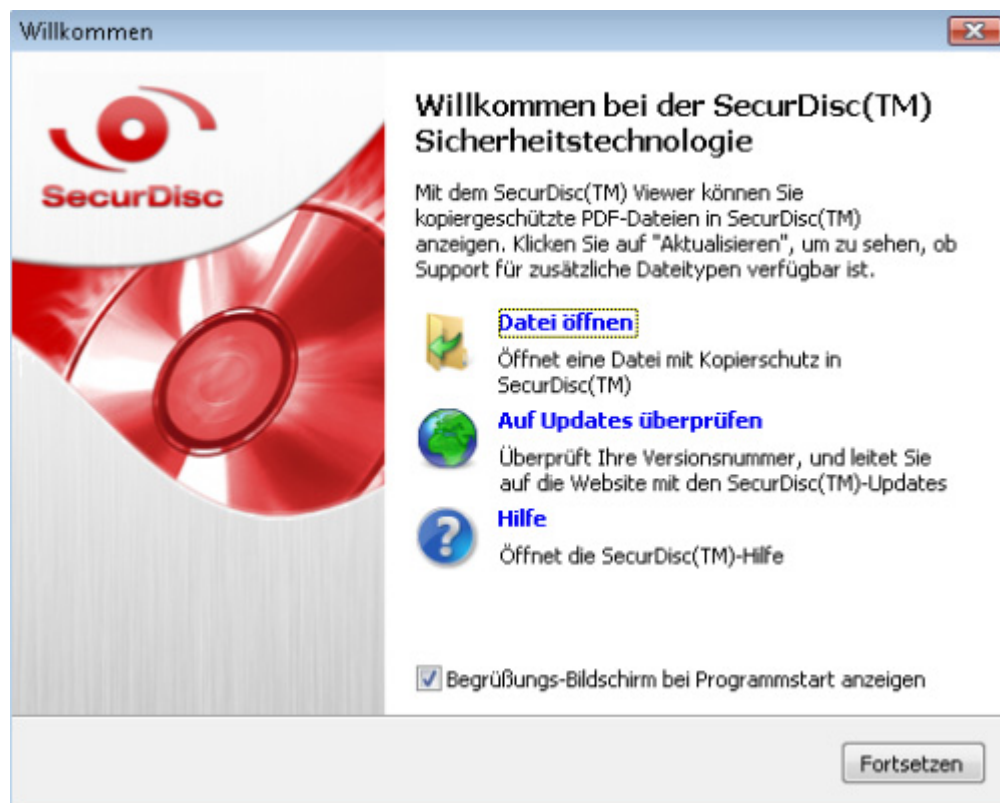 Willkommen
SecurDisc
Willkommen bei der SecurDisc(TM)
Sicherheitstechnologie
Mit dem SecurDisc(TM) Viewer können Sie
kopiergeschützte PDF-Dateien in SecurDisc(TM)
anzeigen. Klicken Sie auf "Aktualisieren", um zu sehen, ob
Support für zusätzliche Dateitypen verfügbar ist.
Datei öffnen
Öffnet eine Datei mit Kopierschutz in
SecurDisc(TM)
Auf Updates überprüfen
Überprüft Ihre Versionsnummer, und leitet Sie
auf die Website mit den SecurDisc(TM)-Updates
Hilfe
Öffnet die SecurDisc(TM)-Hilfe
Begrüßungs-Bildschirm bei Programmstart anzeigen
Fortsetzen